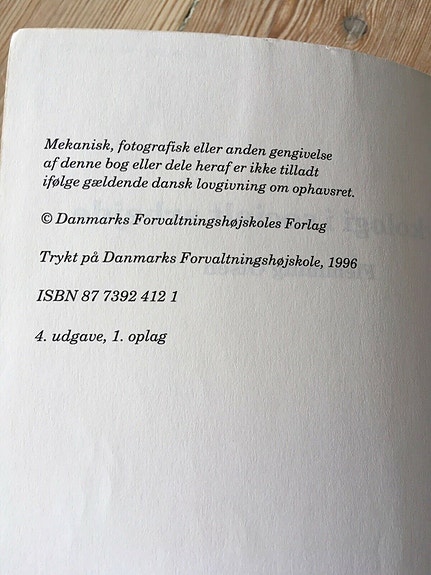 Mekanisk, fotografisk eller anden gengivelse
af denne bog eller dele heraf er ikke tilladt
ifølge gældende dansk lovgivning om ophavsret.
© Danmarks Forvaltningshøjskoles Forlag
Trykt på Danmarks Forvaltningshøjskole, 1996
ISBN 87 7392 412 1
4. udgave, 1. oplag